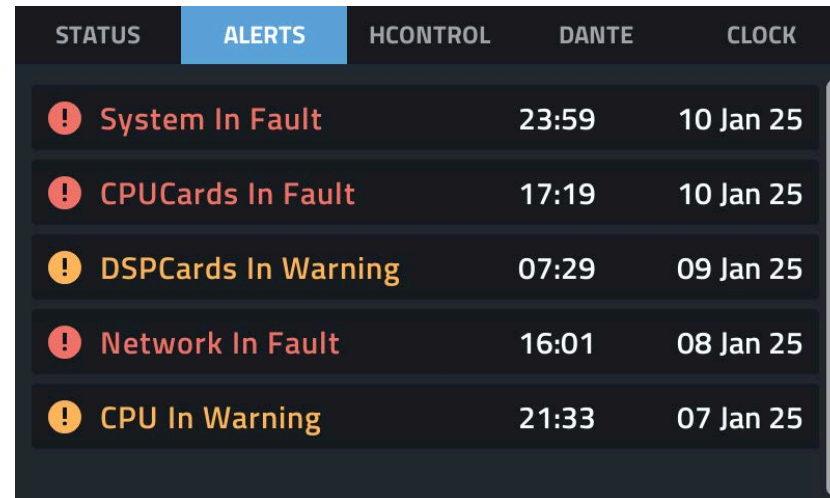 STATUS ALERTS HCONTROL DANTE CLOCK
System In Fault 23:59 10 Jan 25
CPUCards In Fault 17:19 10 Jan 25
DSPCards In Warning 07:29 09 Jan 25
Network In Fault 16:01 08 Jan 25
CPU In Warning 21:33 07 Jan 25